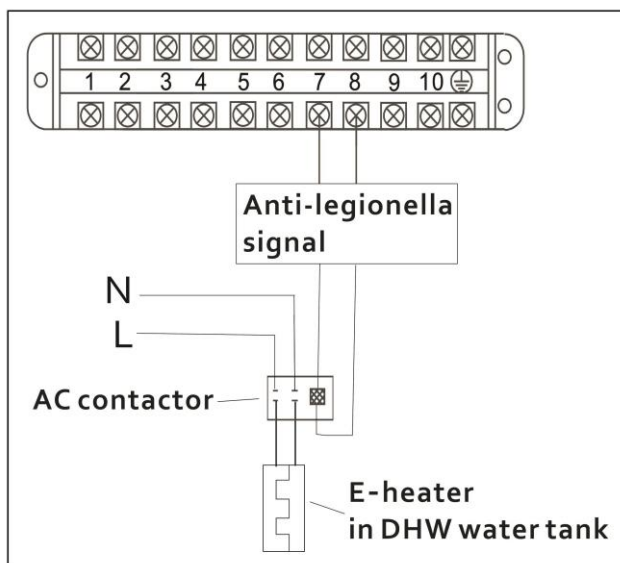 1 2 3 4 5 6 7 8 9 10
Anti-legionella
signal
N
L
AC contactor
E-heater
in DHW water tank